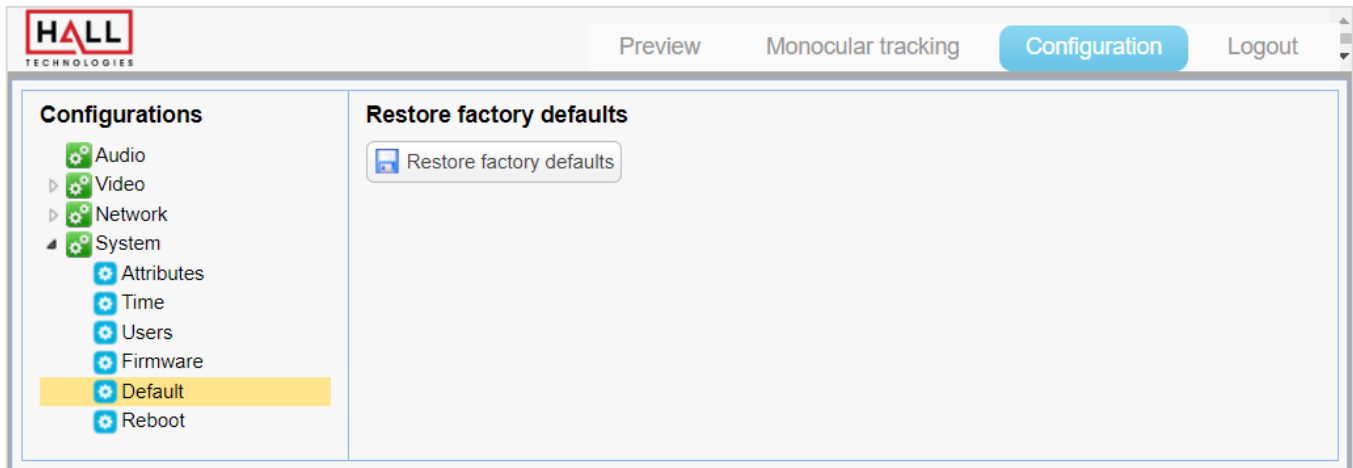 HALL
TECHNOLOGIES
Preview Monocular tracking Configuration Logout
Configurations
Audio
Video
Network
System
Attributes
Time
Users
Firmware
Default
Reboot
Restore factory defaults
Restore factory defaults